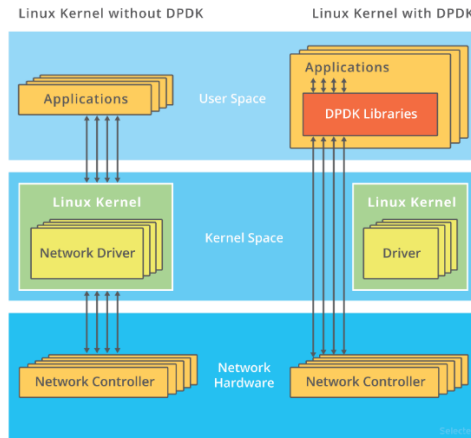 Linux Kernel without DPDK
Linux Kernel with DPDK
Applications
User Space
Applications
DPDK Libraries
Linux Kernel
Network Driver
Kernel Space
Linux Kernel
Driver
Network Controller
Network
Hardware
Network Controller